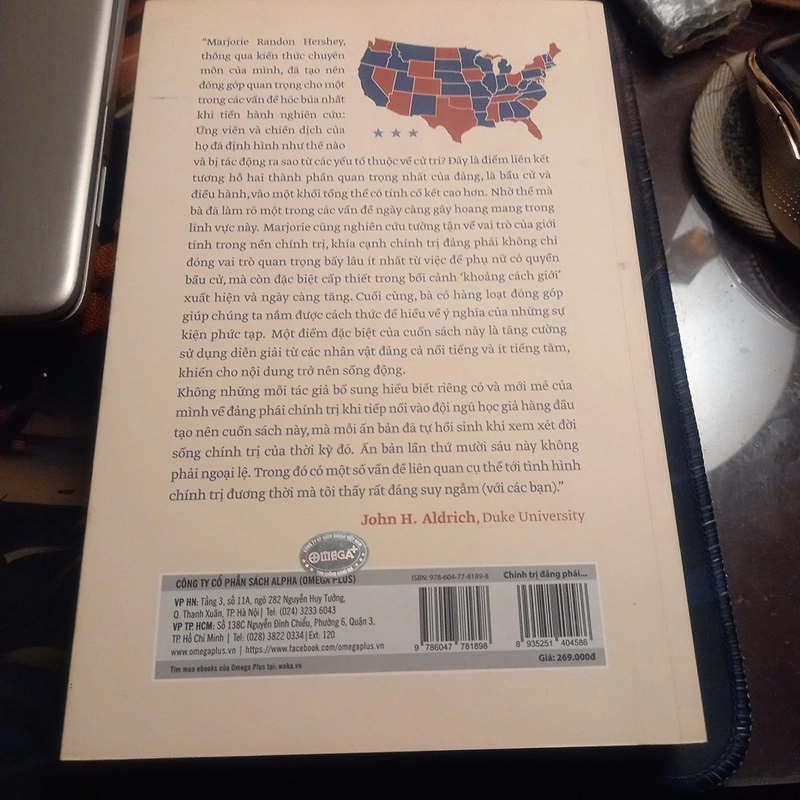 “Marjorie Randon Hershey,
thông qua kiến thức chuyên
môn của mình, đã tạo nên
đóng góp quan trọng cho một
trong các vấn đề hóc búa nhất
khi tiến hành nghiên cứu:
Ứng viên và chiến dịch của
họ đã định hình như thế nào
và bị tác động ra sao từ các yếu tố thuộc về cử tri? Đây là điểm liên kết
tương hỗ hai thành phần quan trọng nhất của đảng, là bầu cử và
điều hành, vào một khối tổng thể có tính cố kết cao hơn. Nhờ thế mà
bà đã làm rõ một trong các vấn đề ngày càng gây hoang mang trong
lĩnh vực này. Marjorie cũng nghiên cứu tường tận về vai trò của giới
tính trong nền chính trị, khía cạnh chính trị đảng phái không chỉ
đóng vai trò quan trọng bấy lâu ít nhất từ việc để phụ nữ có quyền
bầu cử, mà còn đặc biệt cấp thiết trong bối cảnh ‘khoảng cách giới’
xuất hiện và ngày càng tăng. Cuối cùng, bà có hàng loạt đóng góp
giúp chúng ta nắm được cách thức để hiểu về ý nghĩa của những sự
kiện phức tạp. Một điểm đặc biệt của cuốn sách này là tăng cường
sử dụng diễn giải từ các nhân vật đảng cả nổi tiếng và ít tiếng tăm,
khiến cho nội dung trở nên sống động.
Không những mỗi tác giả bổ sung hiểu biết riêng có và mới mẻ của
mình về đảng phái chính trị khi tiếp nối vào đội ngũ học giả hàng đầu
tạo nên cuốn sách này, mà mỗi ấn bản đã tự hồi sinh khi xem xét đời
sống chính trị của thời kỳ đó. Ấn bản lần thứ mười sáu này không
phải ngoại lệ. Trong đó có một số vấn đề liên quan cụ thể tới tình hình
chính trị đương thời mà tôi thấy rất đáng suy ngẫm (với các bạn).”
John H. Aldrich, Duke University
OMEGA+
CÔNG TY CỔ PHẦN SÁCH ALPHA (OMEGA PLUS)
VP HN: Tầng 3, số 11A, ngõ 282 Nguyễn Huy Tưởng,
Q. Thanh Xuân, TP. Hà Nội | Tel: (024) 3233 6043
VP TP. HCM: Số 138C Nguyễn Đình Chiểu, Phường 6, Quận 3,
TP. Hồ Chí Minh | Tel: (028) 3822 0334 | Ext: 120
www.omegaplus.vn | https://www.facebook.com/omegaplus.vn
Tìm mua ebooks của Omega Plus tại: waka.vn
ISBN: 978-604-77-8189-8
9 786047 781898
Chính trị đảng phái...
8 935251 404586
Giá: 269.000đ